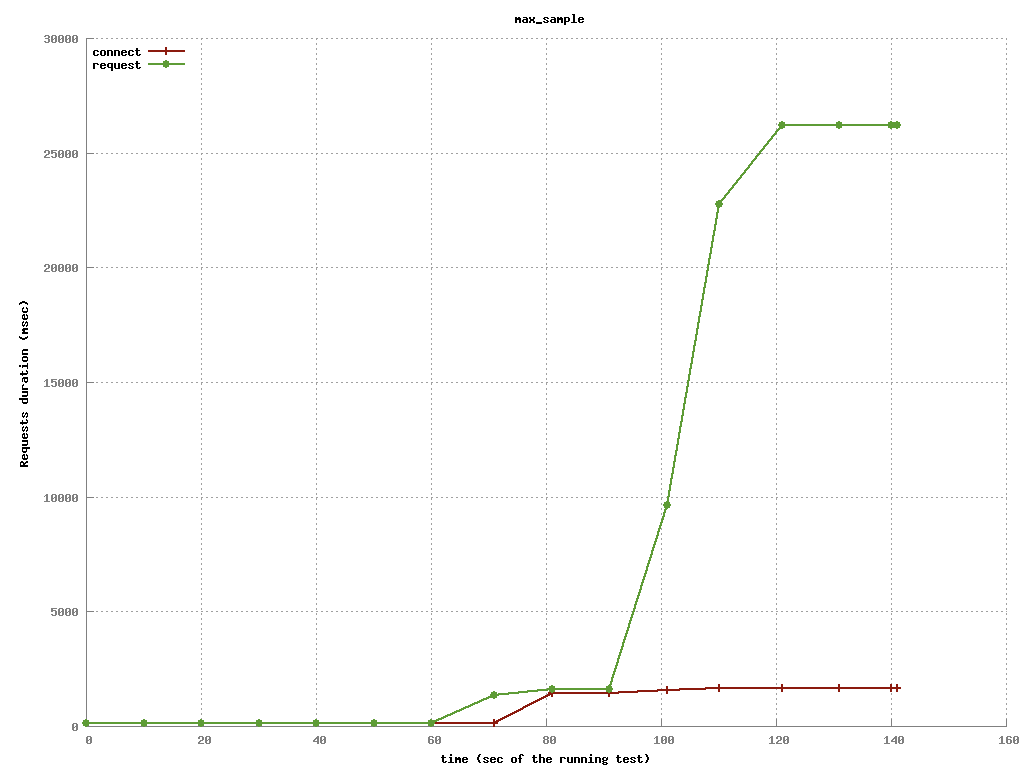 max_sample
30000
connect
request
25000
20000
15000
10000
5000
0
Requests duration (msec)
0 20 40 60 80 100 120 140 160
time (sec of the running test)